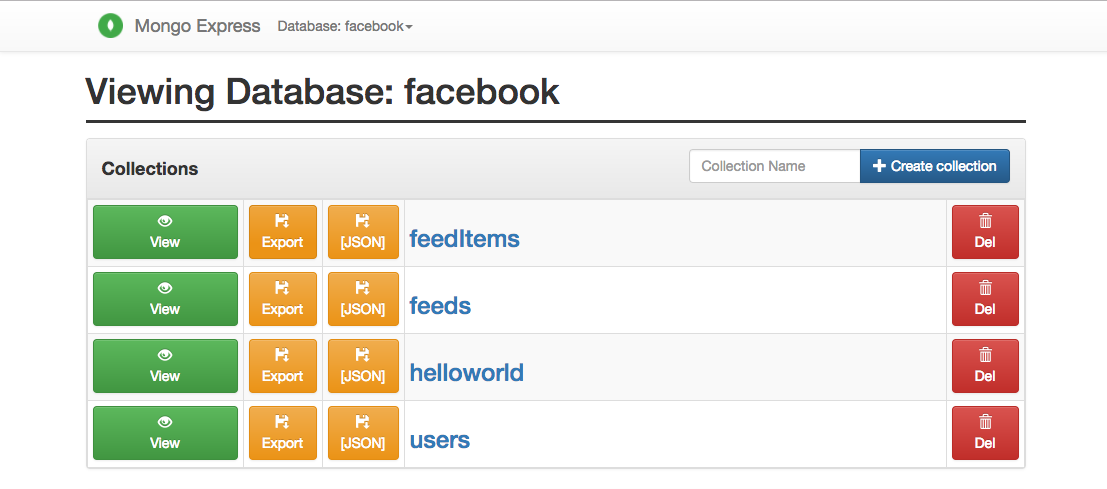 Mongo Express Database: facebook
Viewing Database: facebook
Collections Collection Name Create collection
View Export [JSON] feedItems Del
View Export [JSON] feeds Del
View Export [JSON] helloworld Del
View Export [JSON] users Del